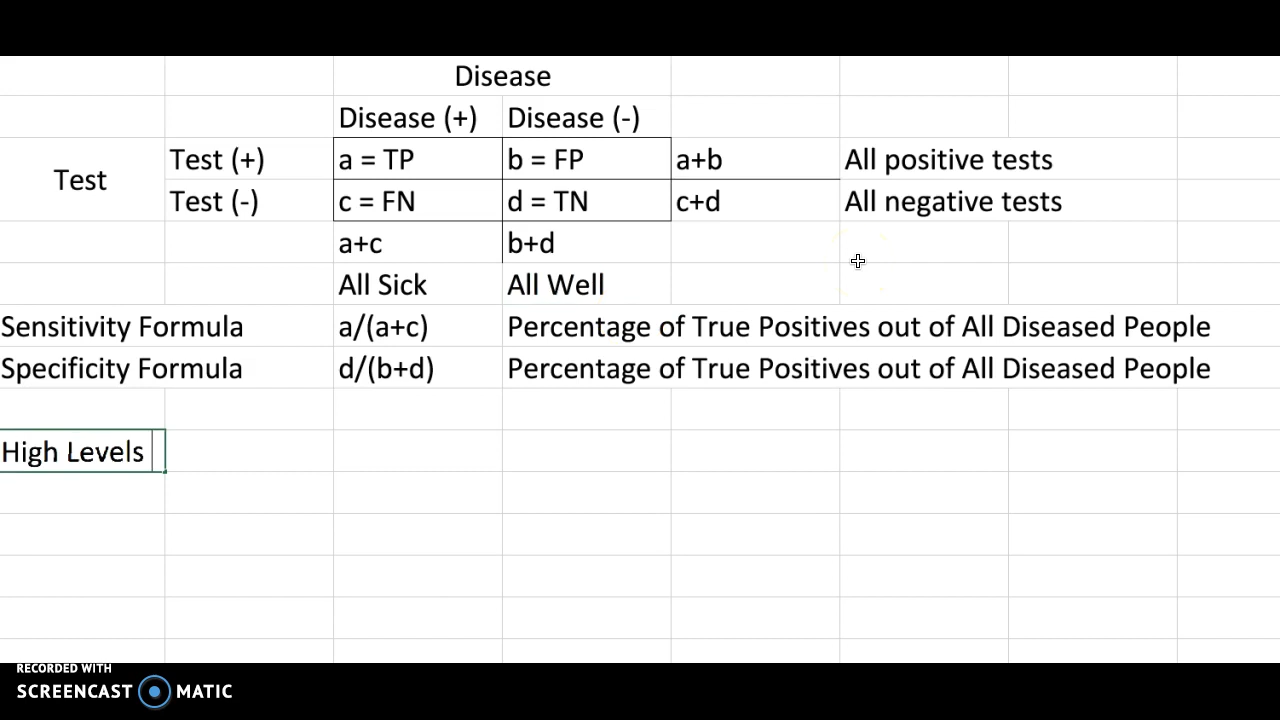 Disease
Disease (+) Disease (-)
Test Test (+) a = TP b = FP a+b All positive tests
Test (-) c = FN d = TN c+d All negative tests
a+c b+d
All Sick All Well
Sensitivity Formula a/(a+c) Percentage of True Positives out of All Diseased People
Specificity Formula d/(b+d) Percentage of True Positives out of All Diseased People
High Levels
RECORDED WITH
SCREENCAST MATIC